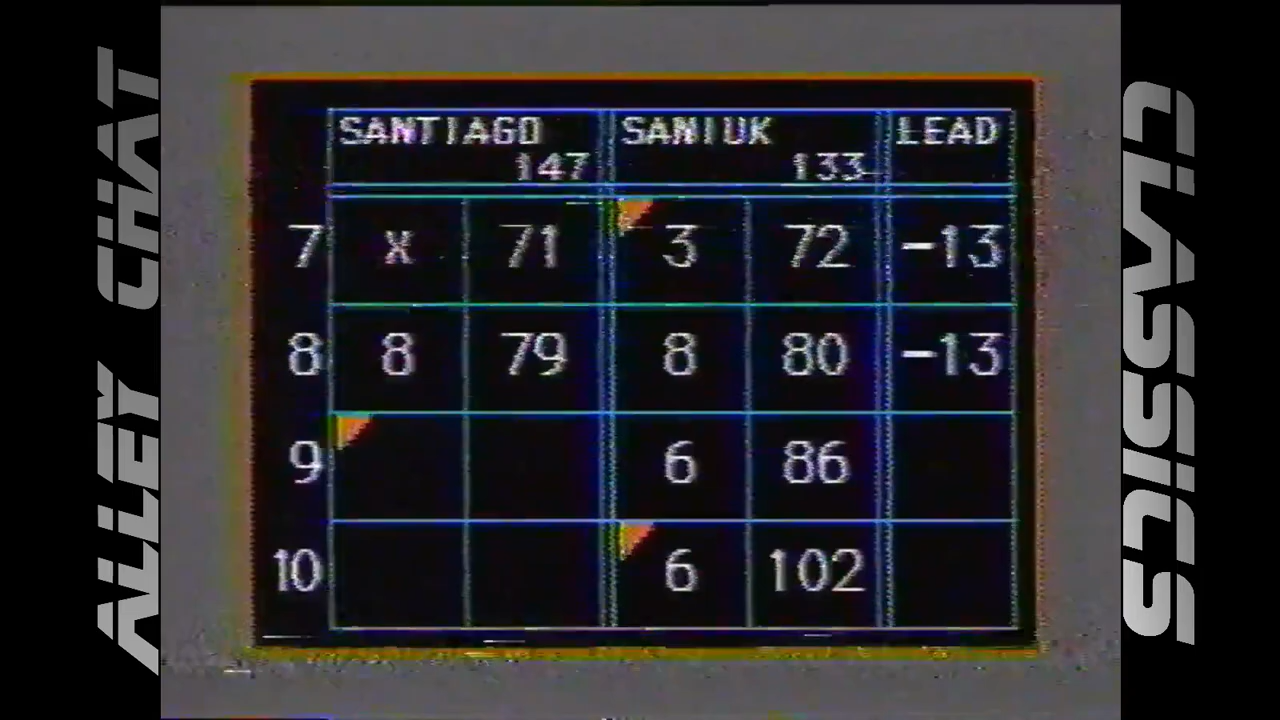 ALLEY CHAT
SANTIAGO SANIUK LEAD
147 133
7 X 71 3 72 -13
8 8 79 8 80 -13
9 6 86
10 6 102
CLASSICS